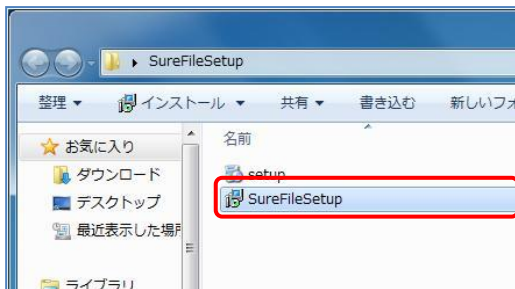 SureFileSetup
整理 インストール 共有 書き込む 新しいフォ
お気に入り
ダウンロード
デスクトップ
最近表示した場所
ライブラリ
名前
setup
SureFileSetup